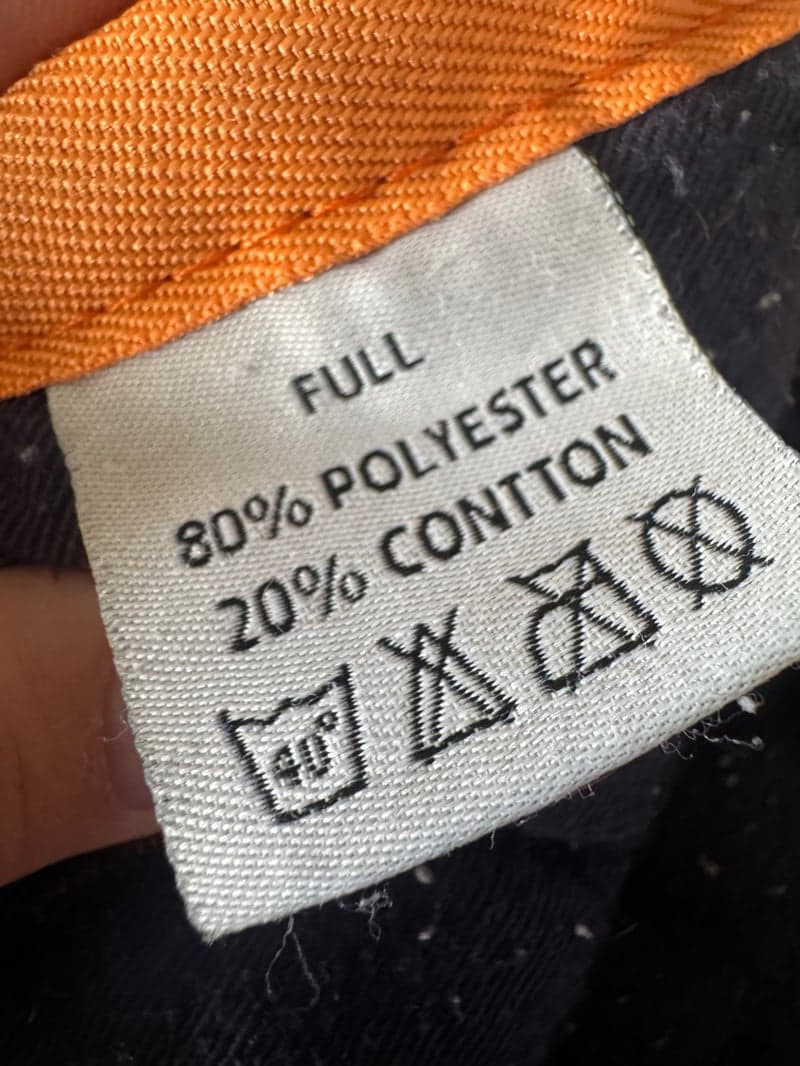 FULL
80% POLYESTER
20% CONTTON
40°